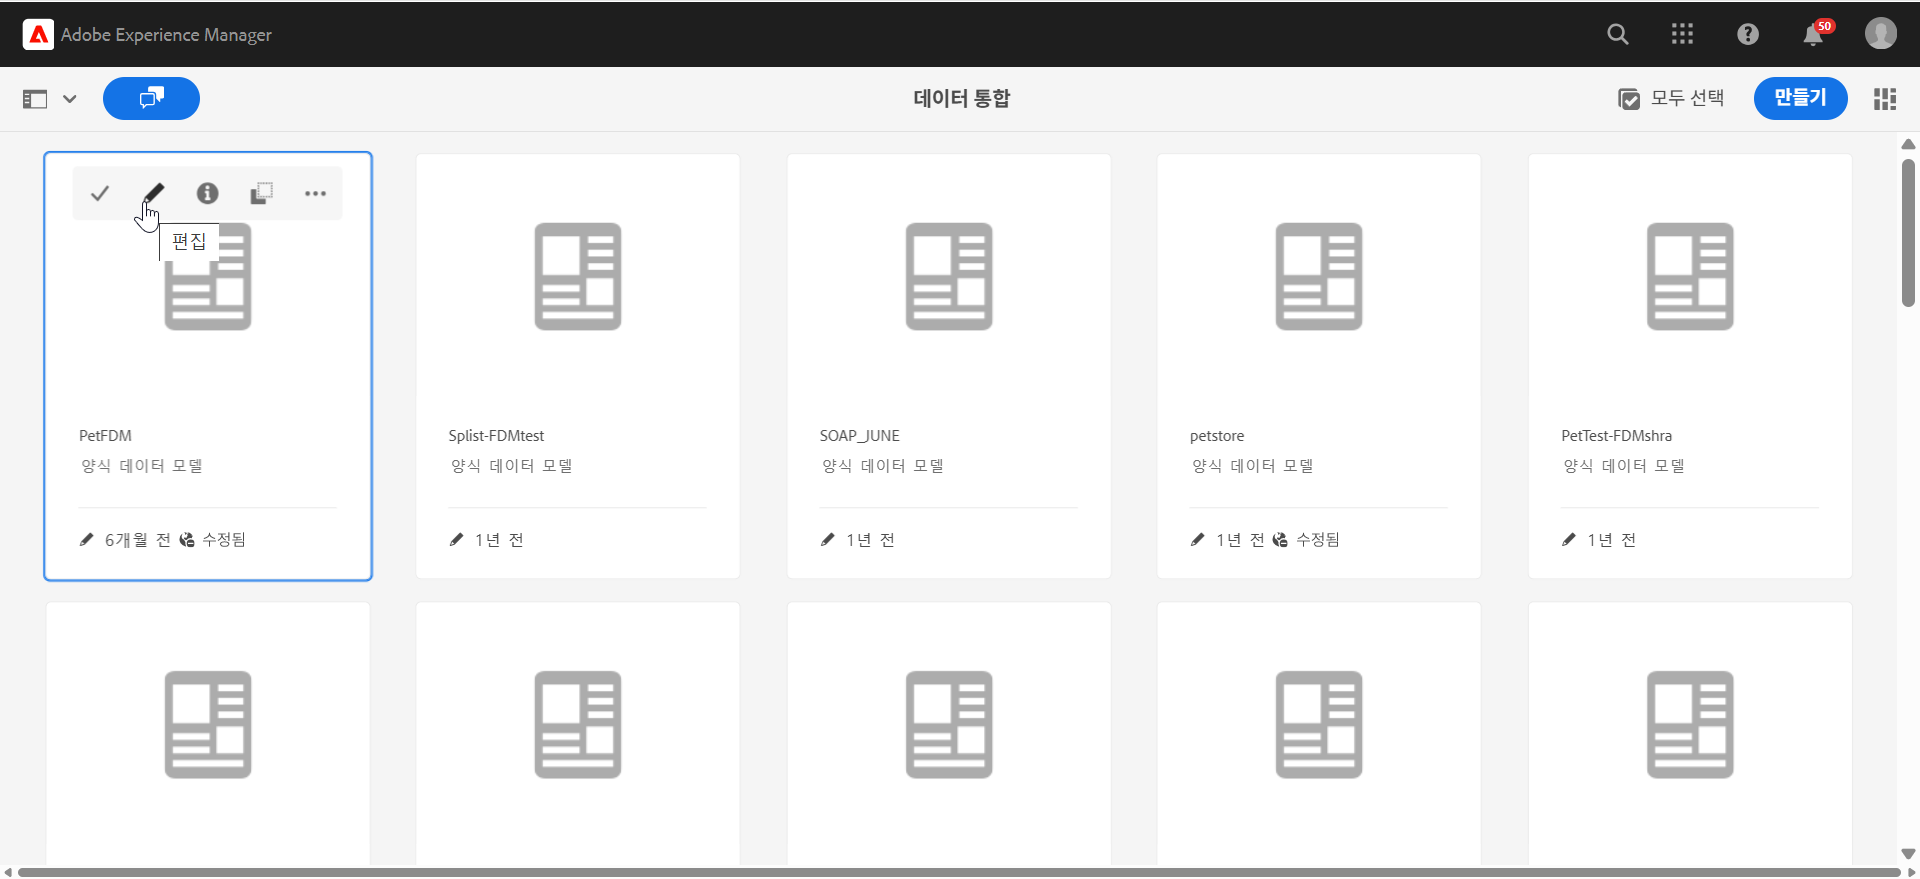 Adobe Experience Manager
50
데이터 통합
모두 선택
만들기
편집
PetFDM
양식 데이터 모델
6개월 전 수정됨
Splist-FDMtest
양식 데이터 모델
1년 전
SOAP_JUNE
양식 데이터 모델
1년 전
petstore
양식 데이터 모델
1년 전 수정됨
PetTest-FDMshra
양식 데이터 모델
1년 전